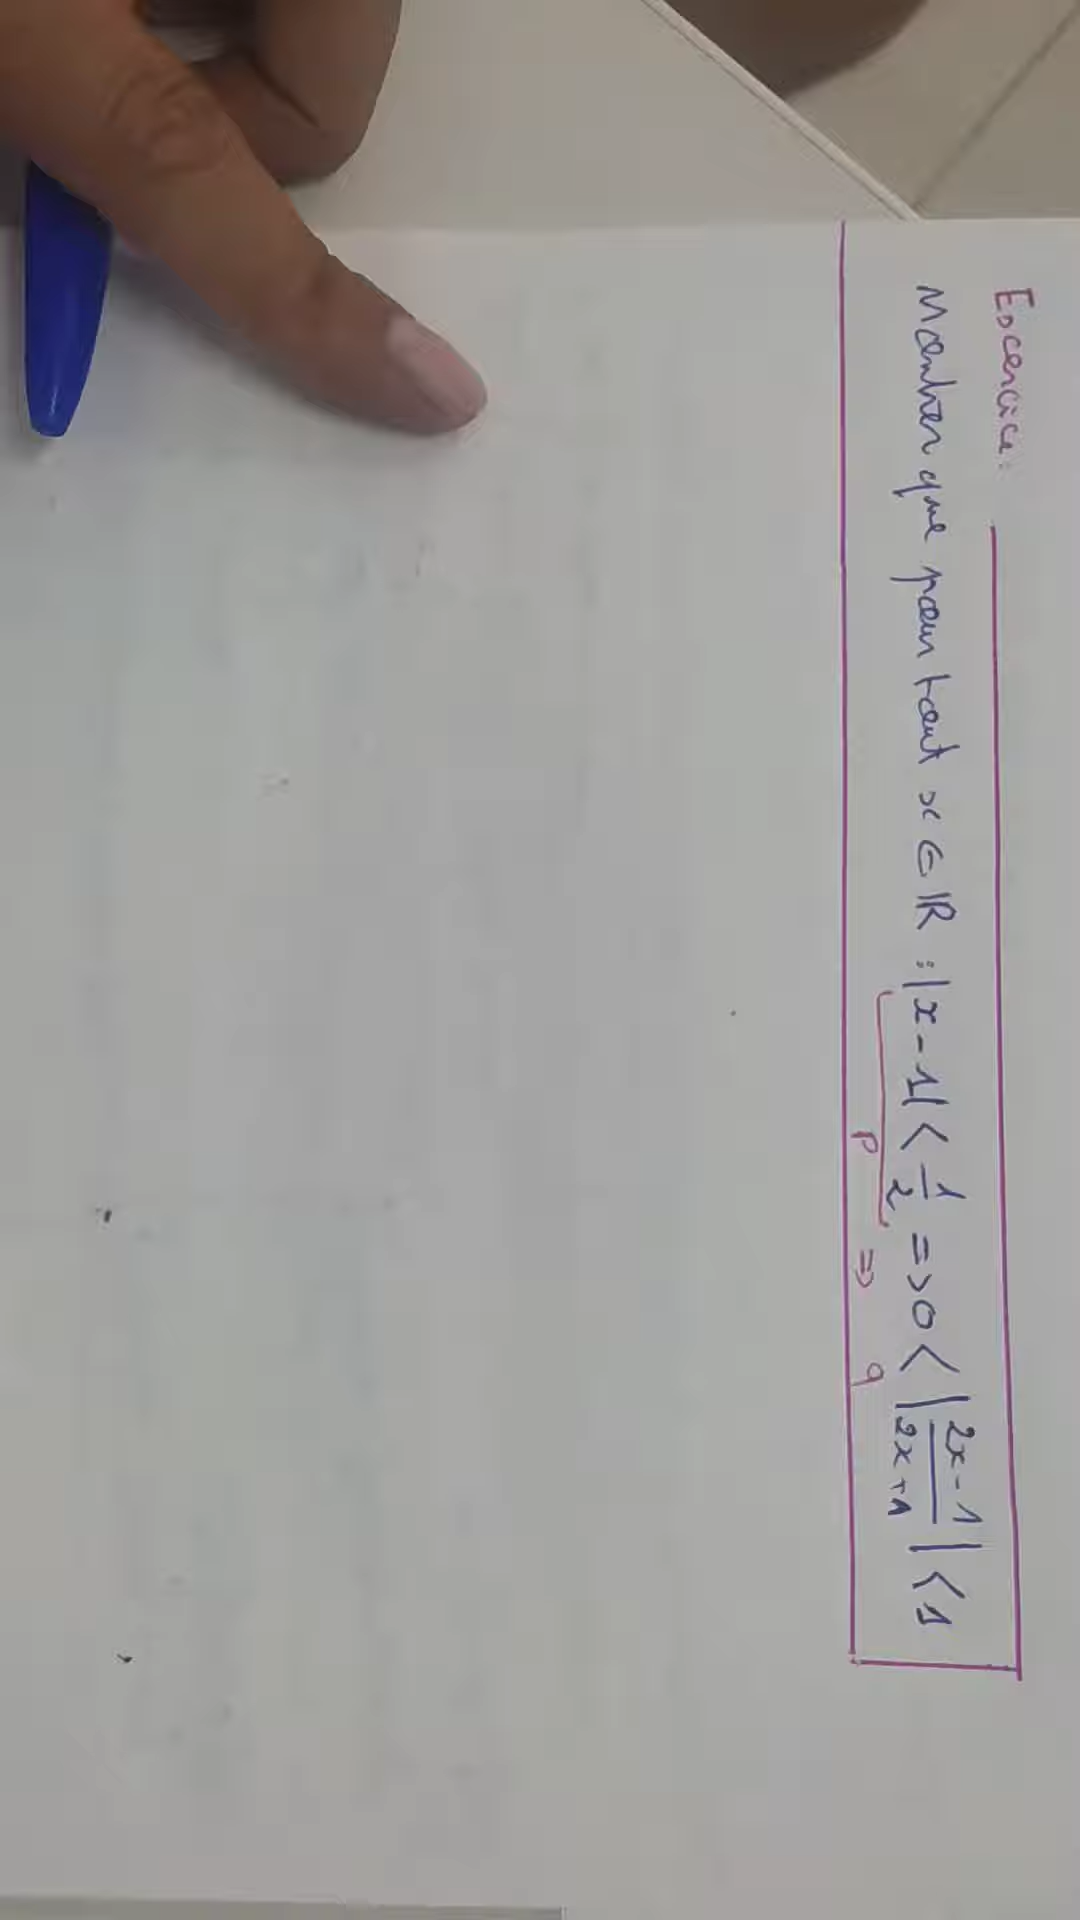 Exercice:
Montrer que pour tout x ∈ ℝ : |x - 1| < 1/2 => 0 < |(2x - 1)/(2x + 1)| < 1
p => q